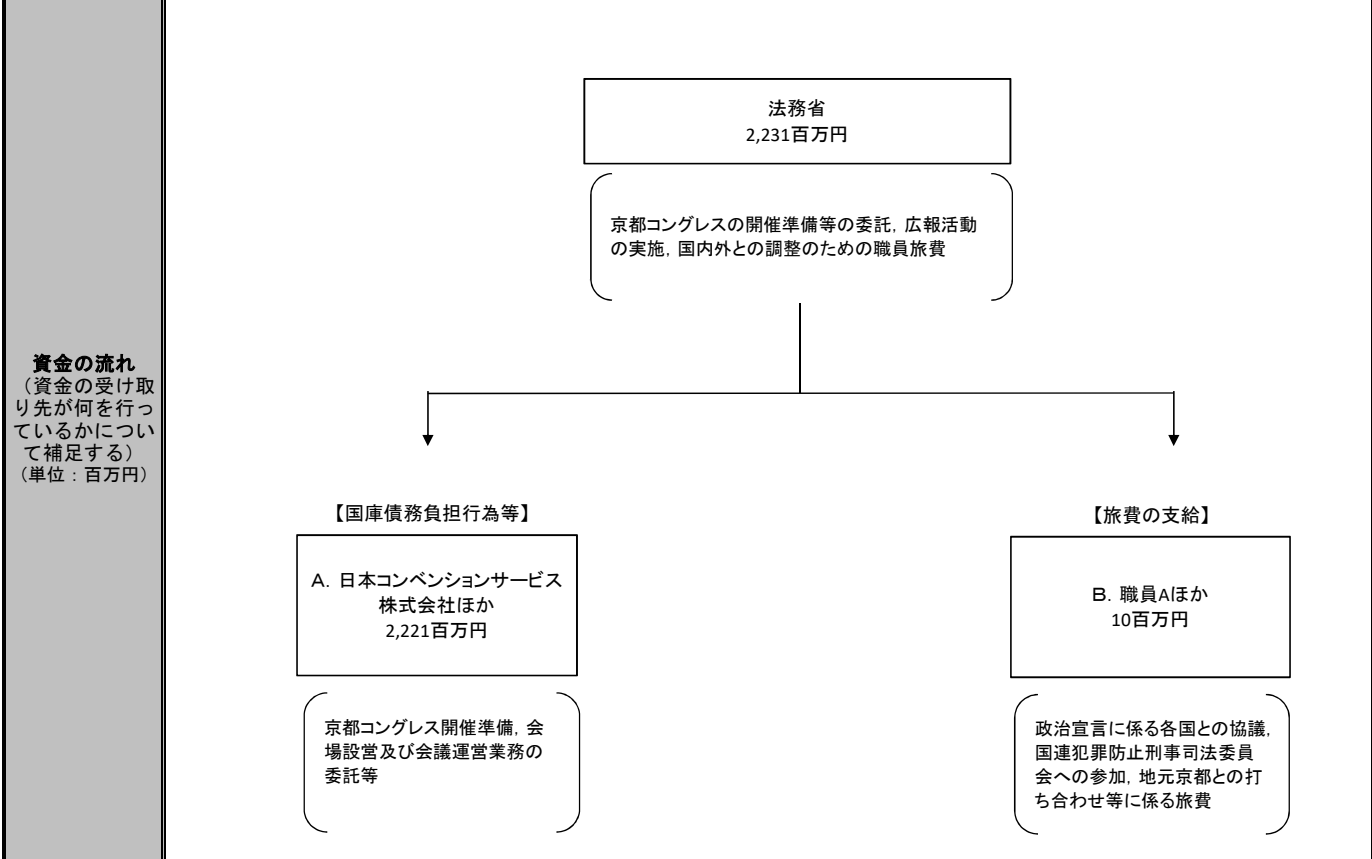 法務省
2,231百万円
京都コングレスの開催準備等の委託，広報活動
の実施，国内外との調整のための職員旅費
資金の流れ
（資金の受け取
り先が何を行っ
ているかについ
て補足する）
（単位：百万円）
【国庫債務負担行為等】
A．日本コンベンションサービス
株式会社ほか
2,221百万円
京都コングレス開催準備，会
場設営及び会議運営業務の
委託等
【旅費の支給】
B．職員Aほか
10百万円
政治宣言に係る各国との協議，
国連犯罪防止刑事司法委員
会への参加，地元京都との打
ち合わせ等に係る旅費